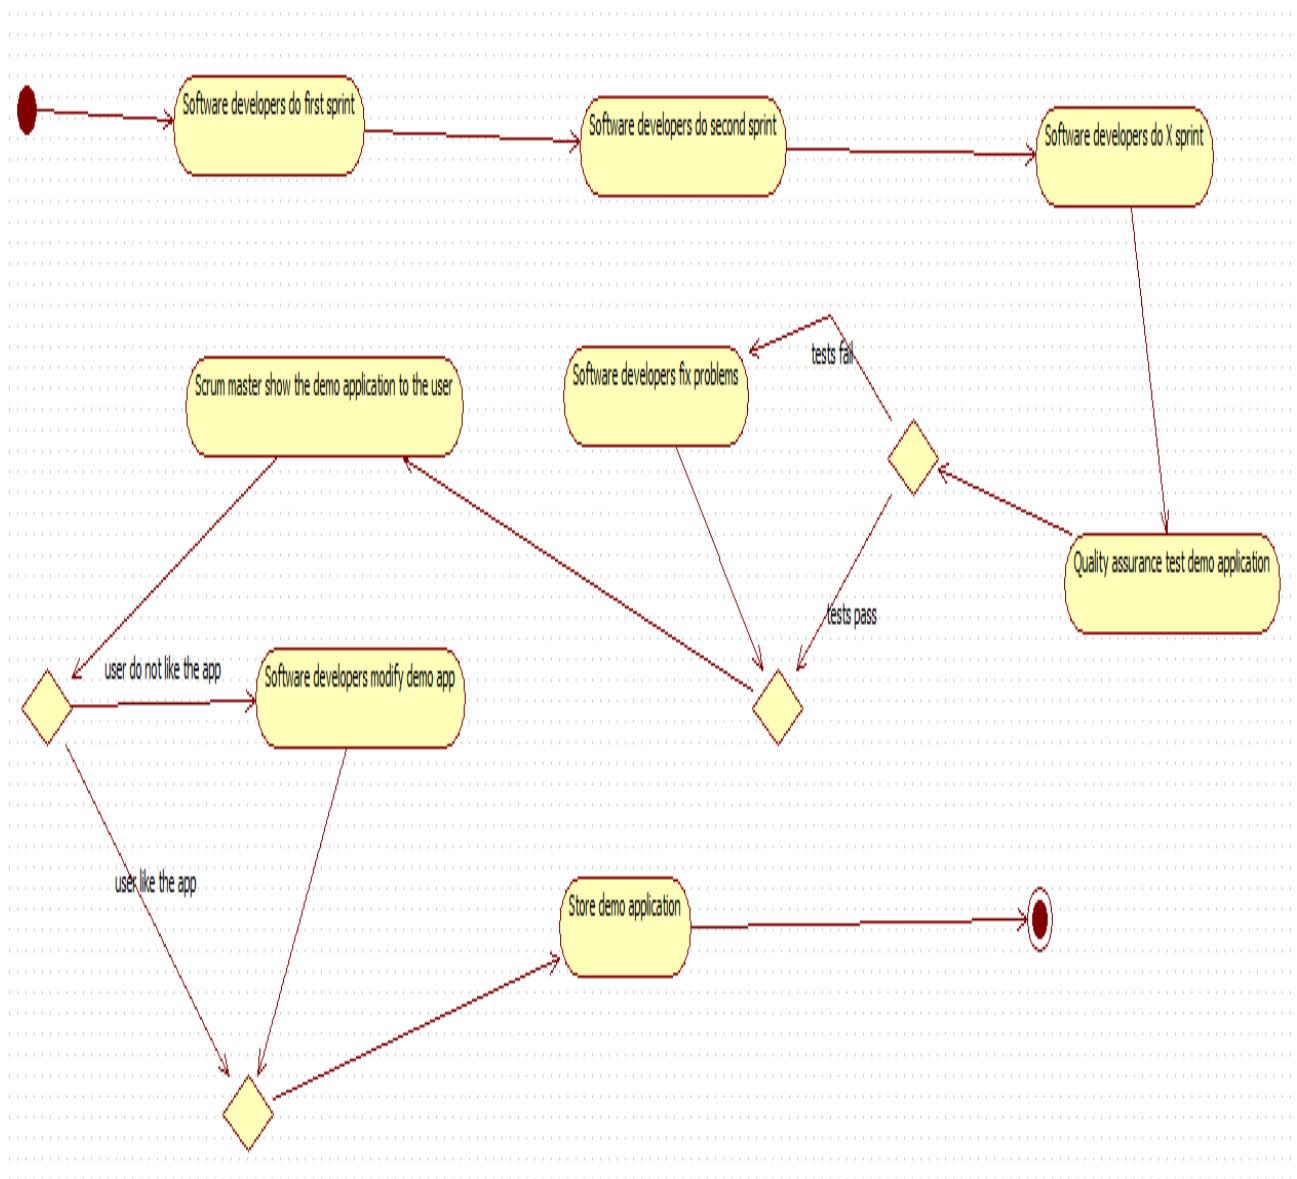 Software developers do first sprint
Software developers do second sprint
Software developers do X sprint
Scrum master show the demo application to the user
Software developers fix problems
tests fail
Quality assurance test demo application
tests pass
user do not like the app
Software developers modify demo app
user like the app
Store demo application